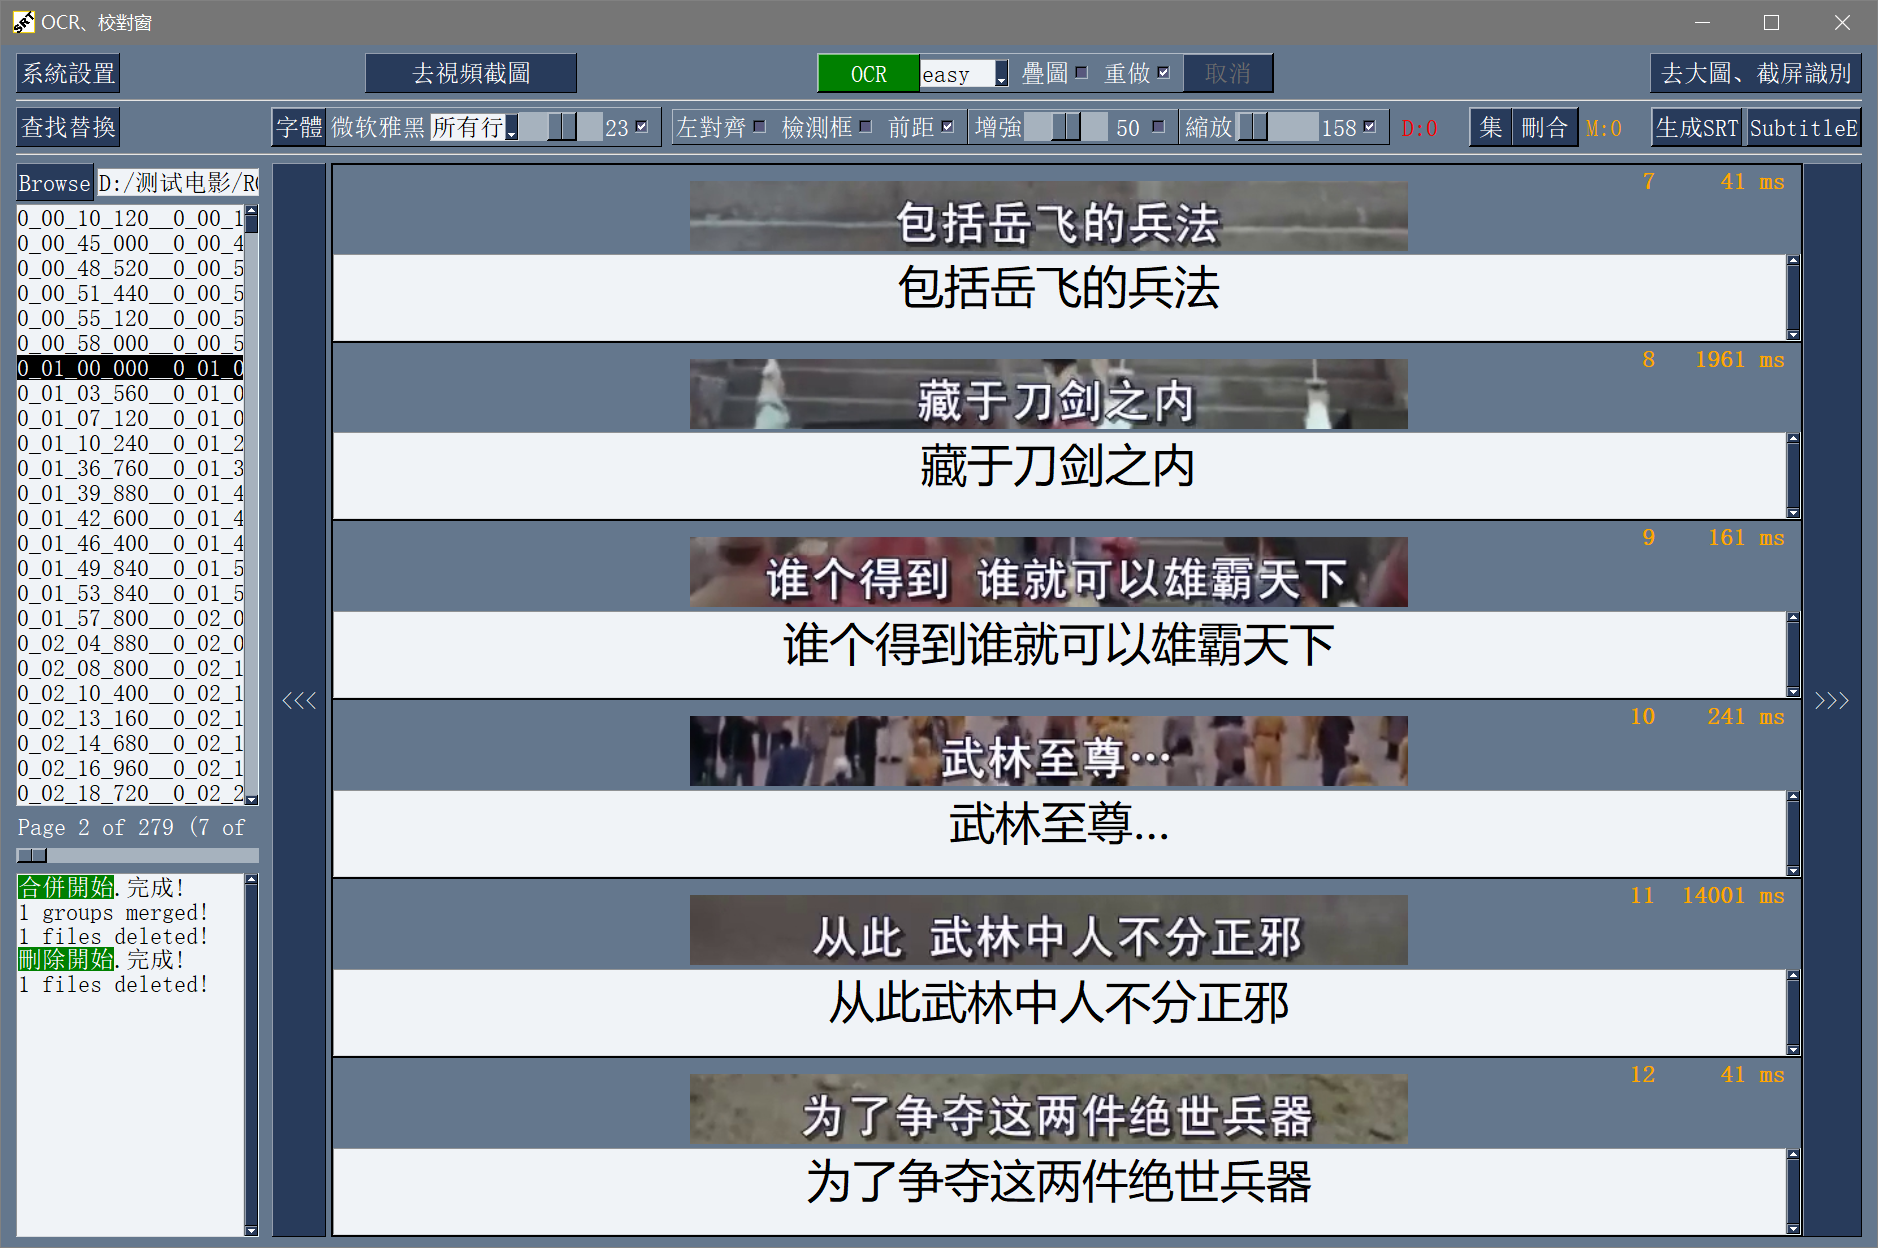 OCR、校對窗
系統設置 去視頻截圖 OCR easy 疊圖 重做 取消 去大圖、截屏識別
查找替換 字體 微软雅黑 所有行 23 左對齊 檢測框 前距 增強 50 縮放 158 D:0 集 刪合 M:0 生成SRT SubtitleE
Browse D:/测试电影/R
0_00_10_120__0_00_1
0_00_45_000__0_00_4
0_00_48_520__0_00_5
0_00_51_440__0_00_5
0_00_55_120__0_00_5
0_00_58_000__0_00_5
0_01_00_000__0_01_0
0_01_03_560__0_01_0
0_01_07_120__0_01_0
0_01_10_240__0_01_2
0_01_36_760__0_01_3
0_01_39_880__0_01_4
0_01_42_600__0_01_4
0_01_46_400__0_01_4
0_01_49_840__0_01_5
0_01_53_840__0_01_5
0_01_57_800__0_02_0
0_02_04_880__0_02_0
0_02_08_800__0_02_1
0_02_10_400__0_02_1
0_02_13_160__0_02_1
0_02_14_680__0_02_1
0_02_16_960__0_02_1
0_02_18_720__0_02_2
Page 2 of 279 (7 of
合併開始.完成!
1 groups merged!
1 files deleted!
刪除開始.完成!
1 files deleted!
<<<
7 41 ms
包括岳飞的兵法
包括岳飞的兵法
8 1961 ms
藏于刀剑之内
藏于刀剑之内
9 161 ms
谁个得到 谁就可以雄霸天下
谁个得到谁就可以雄霸天下
10 241 ms
武林至尊…
武林至尊...
11 14001 ms
从此 武林中人不分正邪
从此武林中人不分正邪
12 41 ms
为了争夺这两件绝世兵器
为了争夺这两件绝世兵器
>>>